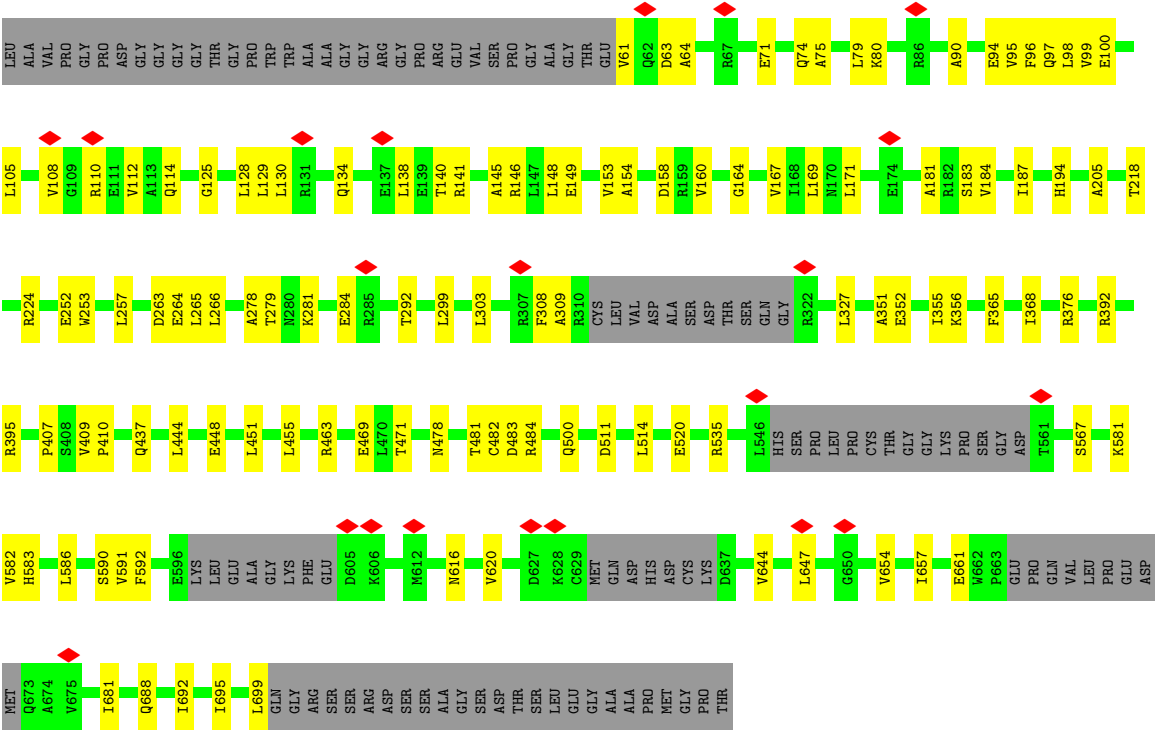 LEU ALA VAL PRO GLY PRO ASP GLY GLY GLY GLY THR GLY PRO TRP TRP ALA ALA GLY GLY ARG GLY PRO ARG GLU VAL SER PRO GLY ALA GLY THR GLU V61 Q62 D63 A64 R67 E71 Q74 A75 L79 K80 R86 A90 E94 V95 F96 Q97 L98 V99 E100
L105 V108 G109 R110 E111 V112 A113 Q114 G125 L128 L129 L130 R131 Q134 E137 L138 E139 T140 R141 A145 R146 L147 L148 E149 V153 A154 D158 R159 V160 G164 V167 I168 L169 N170 L171 E174 A181 R182 S183 V184 I187 H194 A205 T218
R224 E252 W253 L257 D263 E264 L265 L266 A278 T279 N280 K281 E284 R285 T292 L299 L303 R307 F308 A309 R310 CYS LEU VAL ASP ALA SER ASP THR SER GLN GLY R322 L327 A351 E352 I355 K356 F365 I368 R376 R392
R395 P407 S408 V409 P410 Q437 L444 E448 L451 L455 R463 E469 L470 T471 N478 T481 C482 D483 R484 Q500 D511 L514 E520 R535 L546 HIS SER PRO LEU PRO CYS THR GLY GLY LYS PRO SER GLY ASP T561 S567 K581
V582 H583 L586 S590 V591 F592 E596 LYS LEU GLU ALA GLY LYS PHE GLU D605 K606 M612 N616 V620 D627 K628 C629 MET GLN ASP HIS ASP CYS LYS D637 V644 L647 G650 V654 I657 E661 W662 P663 GLU PRO GLN VAL LEU PRO GLU ASP
MET Q673 A674 V675 I681 Q688 I692 I695 L699 GLN GLY ARG SER SER ARG ASP SER SER ALA GLY SER ASP THR SER LEU GLU GLY ALA ALA PRO MET GLY PRO THR